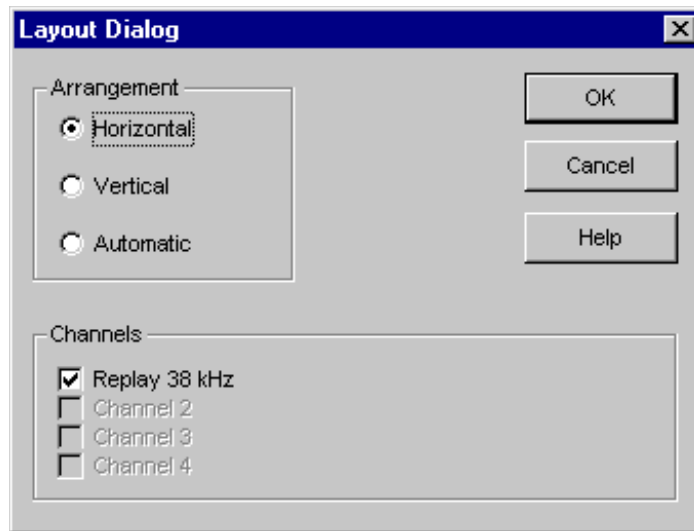 Layout Dialog
Arrangement
Horizontal
Vertical
Automatic
OK
Cancel
Help
Channels
Replay 38 kHz
Channel 2
Channel 3
Channel 4